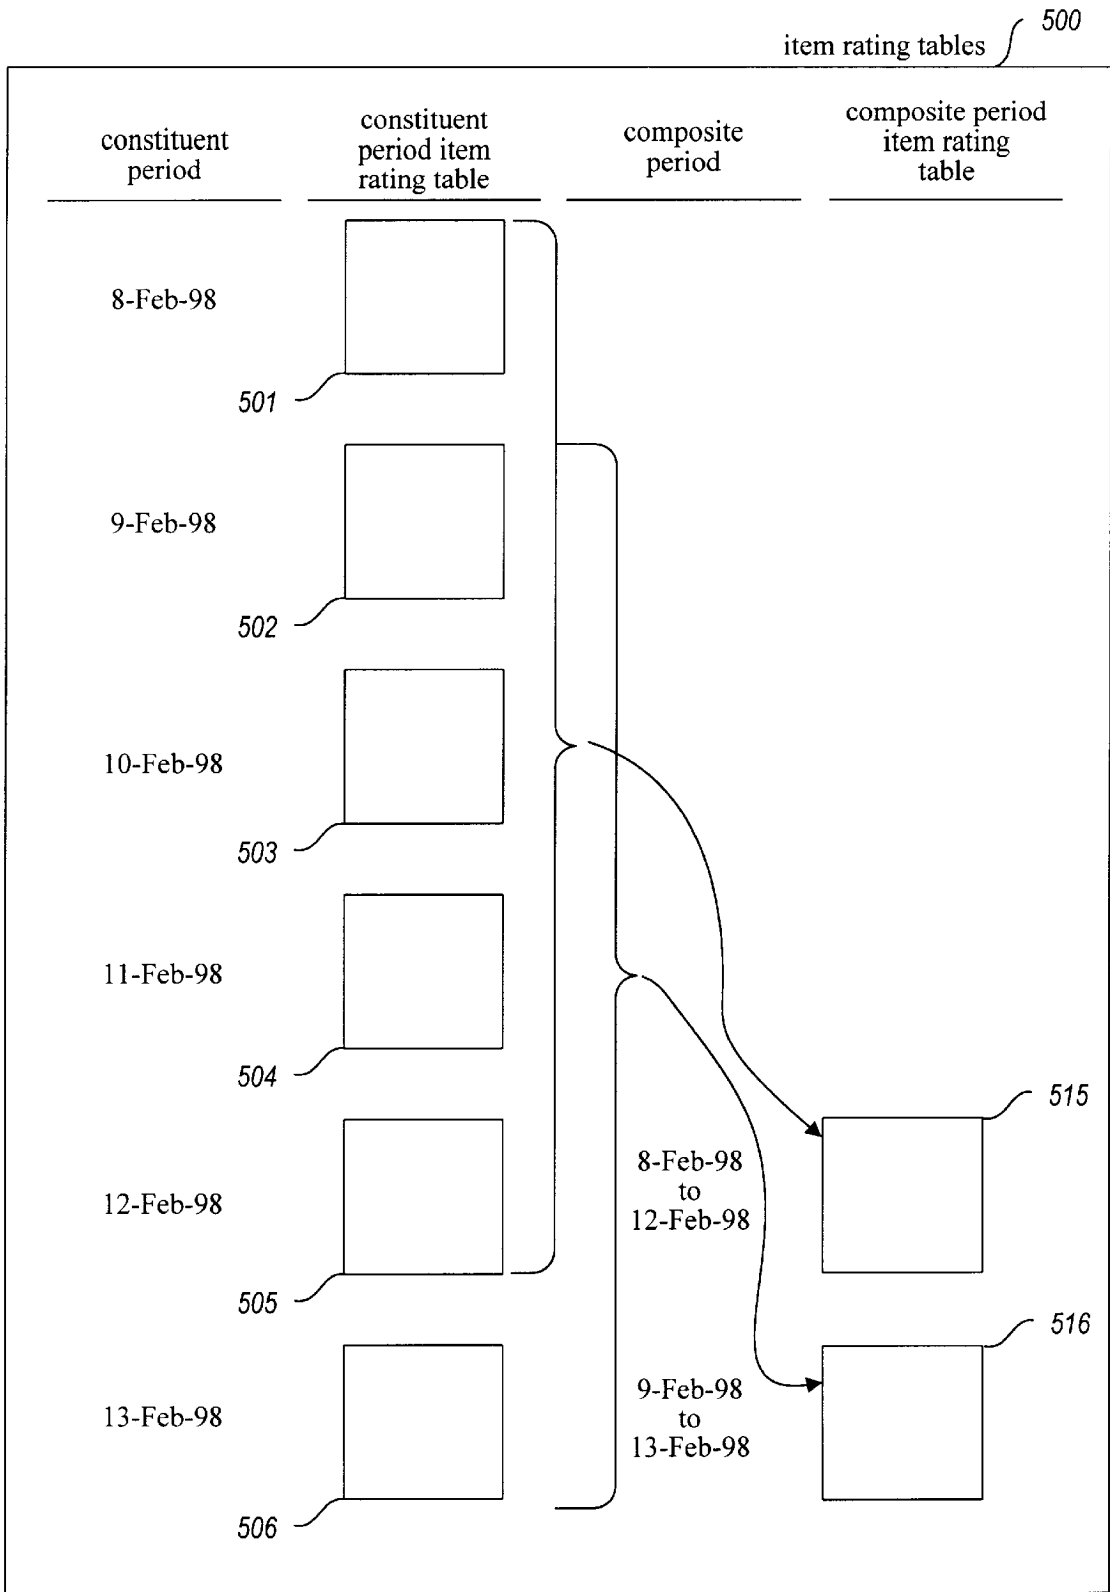 500
item rating tables
constituent
period
constituent
period item
rating table
composite
period
composite period
item rating
table
8-Feb-98
501
9-Feb-98
502
10-Feb-98
503
11-Feb-98
504
12-Feb-98
505
8-Feb-98
to
12-Feb-98
515
13-Feb-98
506
9-Feb-98
to
13-Feb-98
516